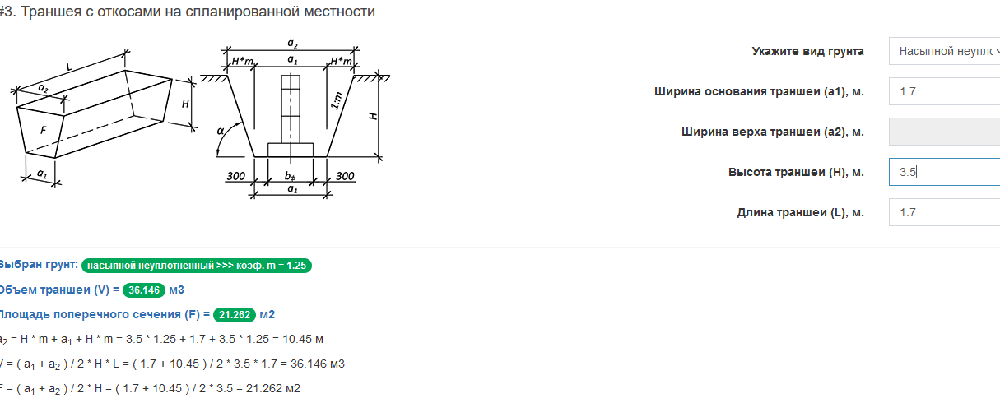 #3. Траншея с откосами на спланированной местности
L
a2
H
F
a1
a2
H*m
a1
H*m
1:m
H
α
300
bф
300
a1
Укажите вид грунта
Насыпной неупло
Ширина основания траншеи (a1), м.
1.7
Ширина верха траншеи (a2), м.
Высота траншеи (H), м.
3.5
Длина траншеи (L), м.
1.7
Выбран грунт: насыпной неуплотненный >>> коэф. m = 1.25
Объем траншеи (V) = 36.146 м3
Площадь поперечного сечения (F) = 21.262 м2
a2 = H * m + a1 + H * m = 3.5 * 1.25 + 1.7 + 3.5 * 1.25 = 10.45 м
V = ( a1 + a2 ) / 2 * H * L = ( 1.7 + 10.45 ) / 2 * 3.5 * 1.7 = 36.146 м3
F = ( a1 + a2 ) / 2 * H = ( 1.7 + 10.45 ) / 2 * 3.5 = 21.262 м2